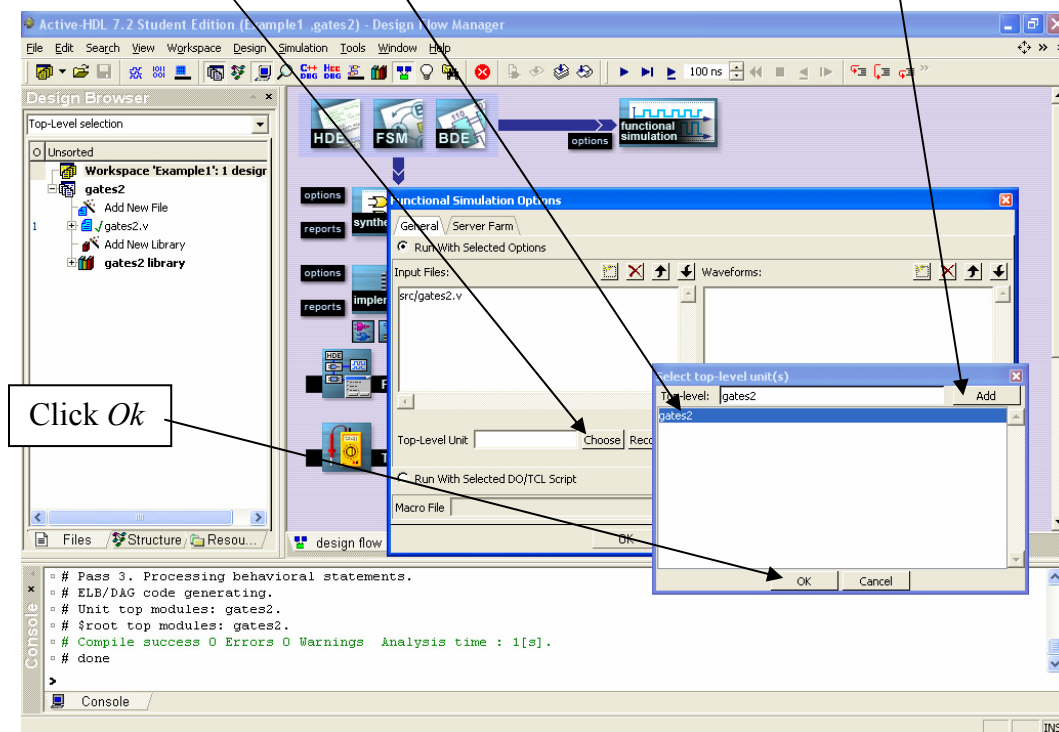 Active-HDL 7.2 Student Edition (Example1 ,gates2) - Design Flow Manager
File Edit Search View Workspace Design Simulation Tools Window Help
100 ns
Design Browser
Top-Level selection
O Unsorted
Workspace 'Example1': 1 design
gates2
Add New File
1 gates2.v
Add New Library
gates2 library
Files Structure Resou...
HDE FSM BDE
options
functional simulation
options
reports
synthe
options
reports
implem
HDE
Functional Simulation Options
General Server Farm
Run With Selected Options
Input Files:
Waveforms:
src/gates2.v
Top-Level Unit Choose
Run With Selected DO/TCL Script
Macro File
OK
Select top-level unit(s)
Top-level: gates2 Add
gates2
OK Cancel
Click Ok
design flow
Console
# Pass 3. Processing behavioral statements.
# ELB/DAG code generating.
# Unit top modules: gates2.
# $root top modules: gates2.
# Compile success 0 Errors 0 Warnings Analysis time : 1[s].
# done
>
Console
INS